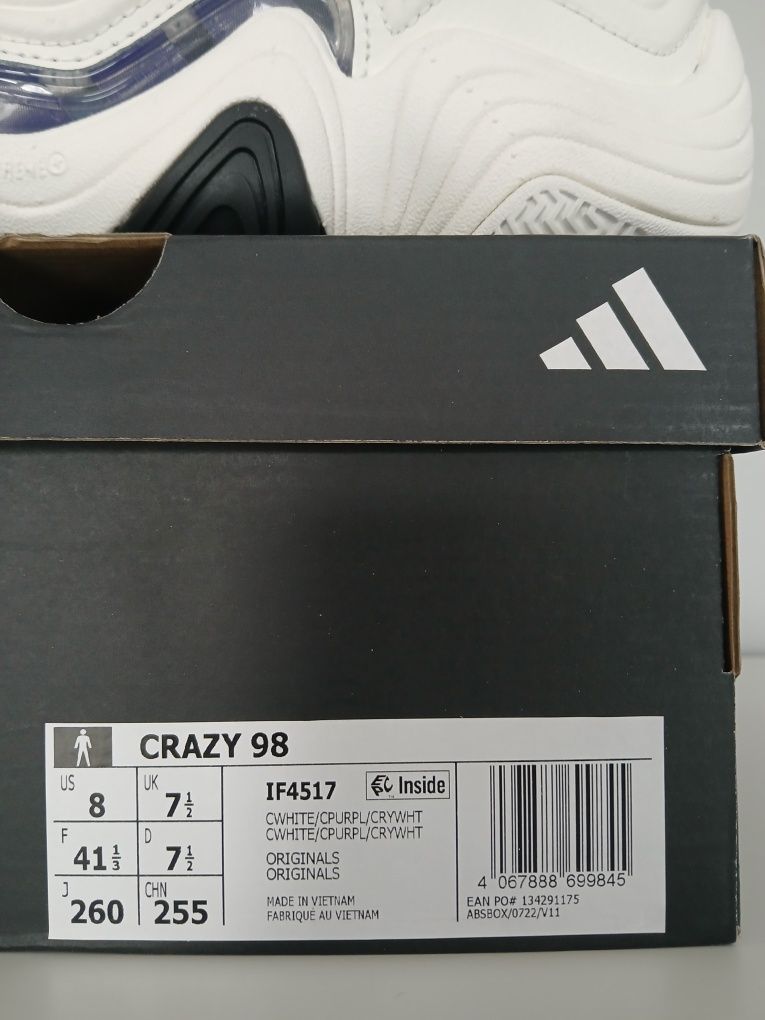 CRAZY 98
US 8
UK 7½
F 41⅓
D 7½
J 260
CHN 255
IF4517
Inside
CWHITE/CPURPL/CRYWHT
CWHITE/CPURPL/CRYWHT
ORIGINALS
ORIGINALS
MADE IN VIETNAM
FABRIQUÉ AU VIETNAM
4 067888 699845
EAN PO# 134291175
ABSBOX/0722/V11